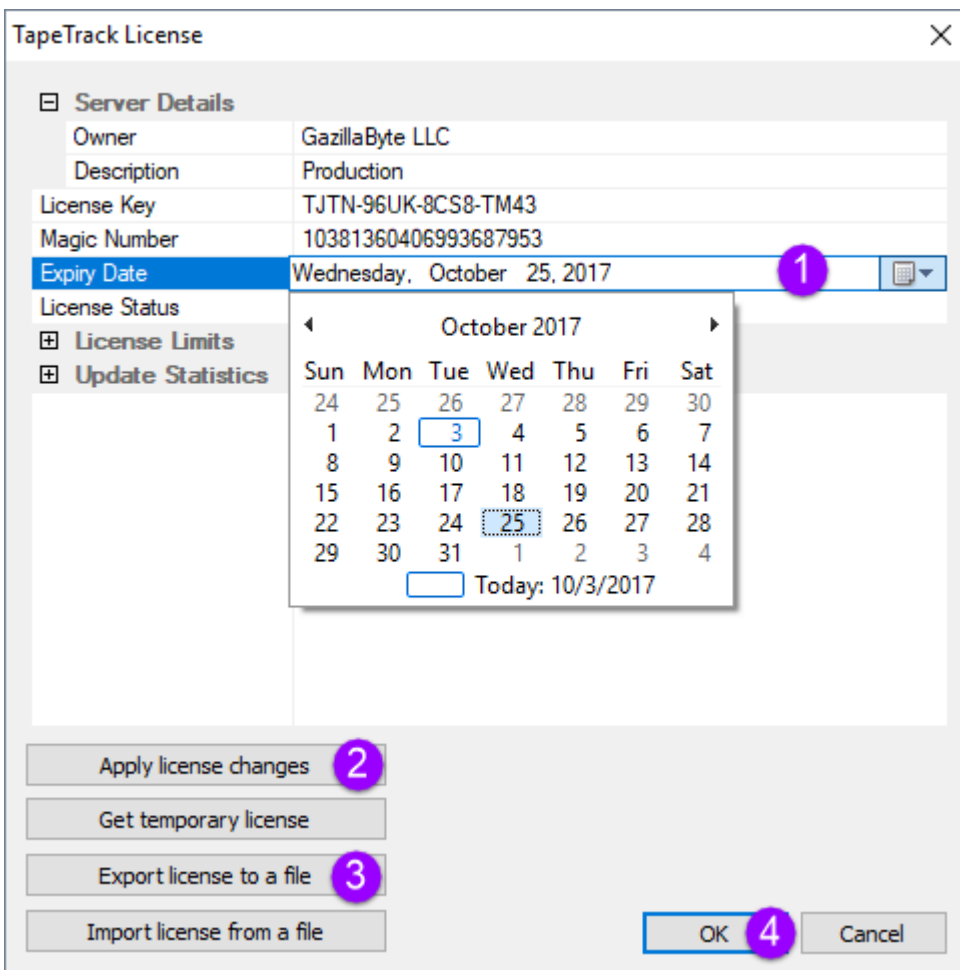 TapeTrack License
Server Details
Owner GazillaByte LLC
Description Production
License Key TJTN-96UK-8CS8-TM43
Magic Number 10381360406993687953
Expiry Date Wednesday, October 25, 2017 1
License Status
October 2017
License Limits
Update Statistics
Sun Mon Tue Wed Thu Fri Sat
24 25 26 27 28 29 30
1 2 3 4 5 6 7
8 9 10 11 12 13 14
15 16 17 18 19 20 21
22 23 24 25 26 27 28
29 30 31 1 2 3 4
Today: 10/3/2017
Apply license changes 2
Get temporary license
Export license to a file 3
Import license from a file
OK 4 Cancel